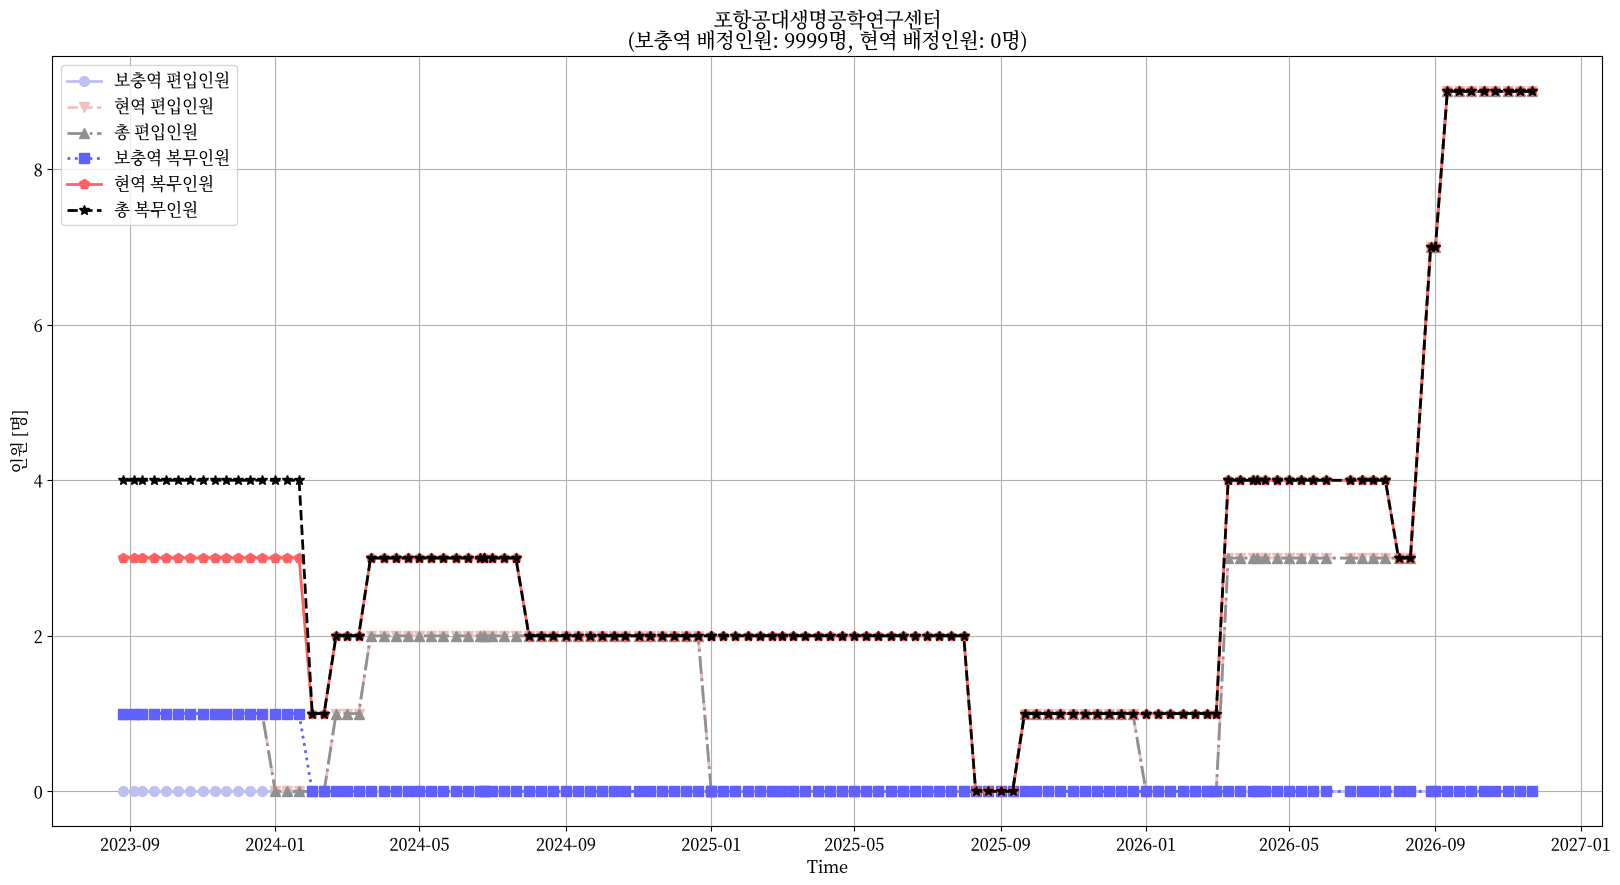 포항공대생명공학연구센터
(보충역 배정인원: 9999명, 현역 배정인원: 0명)
보충역 편입인원
현역 편입인원
총 편입인원
보충역 복무인원
현역 복무인원
총 복무인원
8
6
4
2
0
인원 [명]
2023-09
2024-01
2024-05
2024-09
2025-01
2025-05
2025-09
2026-01
2026-05
2026-09
2027-01
Time